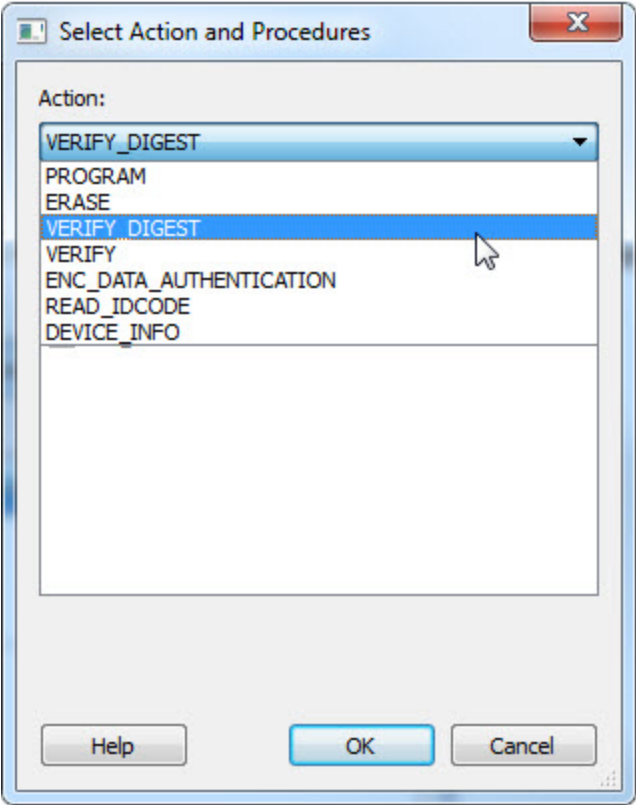 Select Action and Procedures
Action:
VERIFY_DIGEST
PROGRAM
ERASE
VERIFY_DIGEST
VERIFY
ENC_DATA_AUTHENTICATION
READ_IDCODE
DEVICE_INFO
Help
OK
Cancel